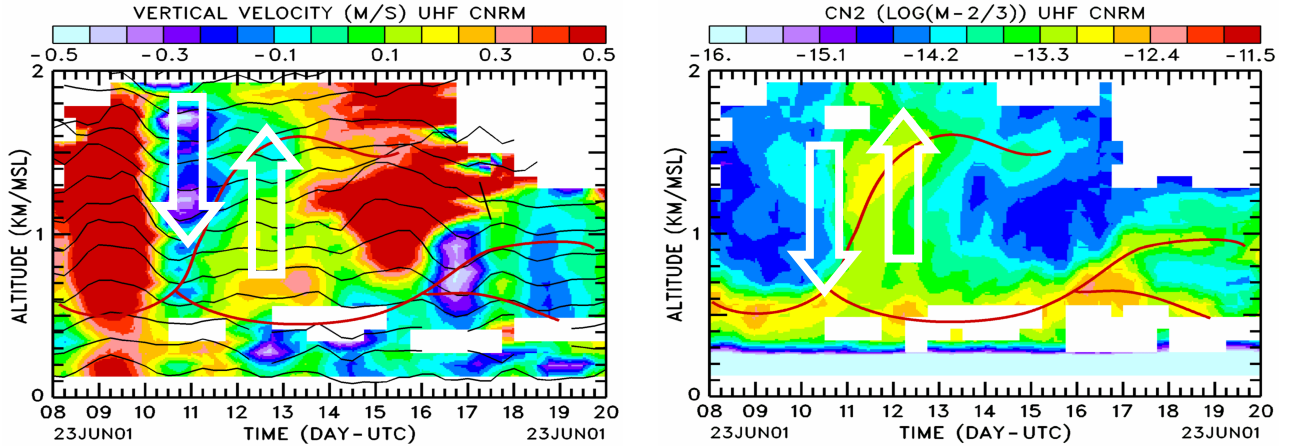 VERTICAL VELOCITY (M/S) UHF CNRM
-0.5 -0.3 -0.1 0.1 0.3 0.5
2
1
0
ALTITUDE (KM/MSL)
08 09 10 11 12 13 14 15 16 17 18 19 20
23JUN01 TIME (DAY-UTC) 23JUN01
CN2 (LOG(M-2/3)) UHF CNRM
-16. -15.1 -14.2 -13.3 -12.4 -11.5
2
1
0
ALTITUDE (KM/MSL)
08 09 10 11 12 13 14 15 16 17 18 19 20
23JUN01 TIME (DAY-UTC) 23JUN01